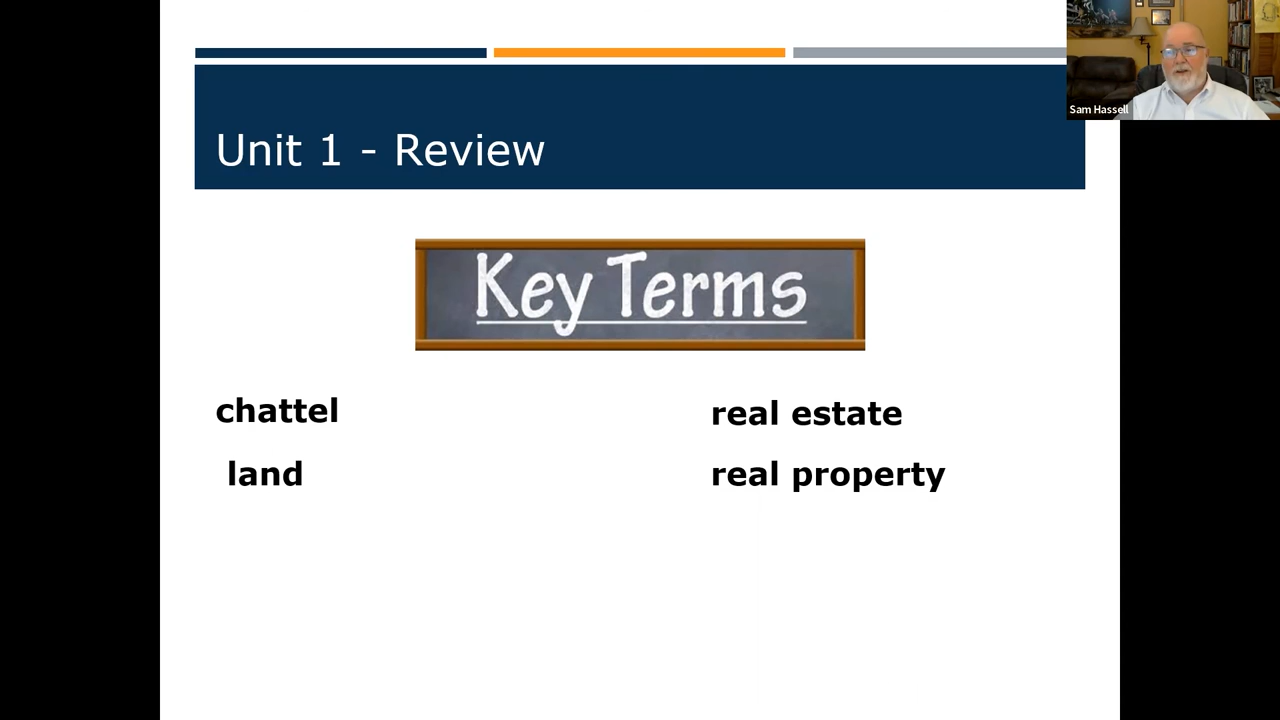 Sam Hassell
Unit 1 - Review
Key Terms
chattel
land
real estate
real property